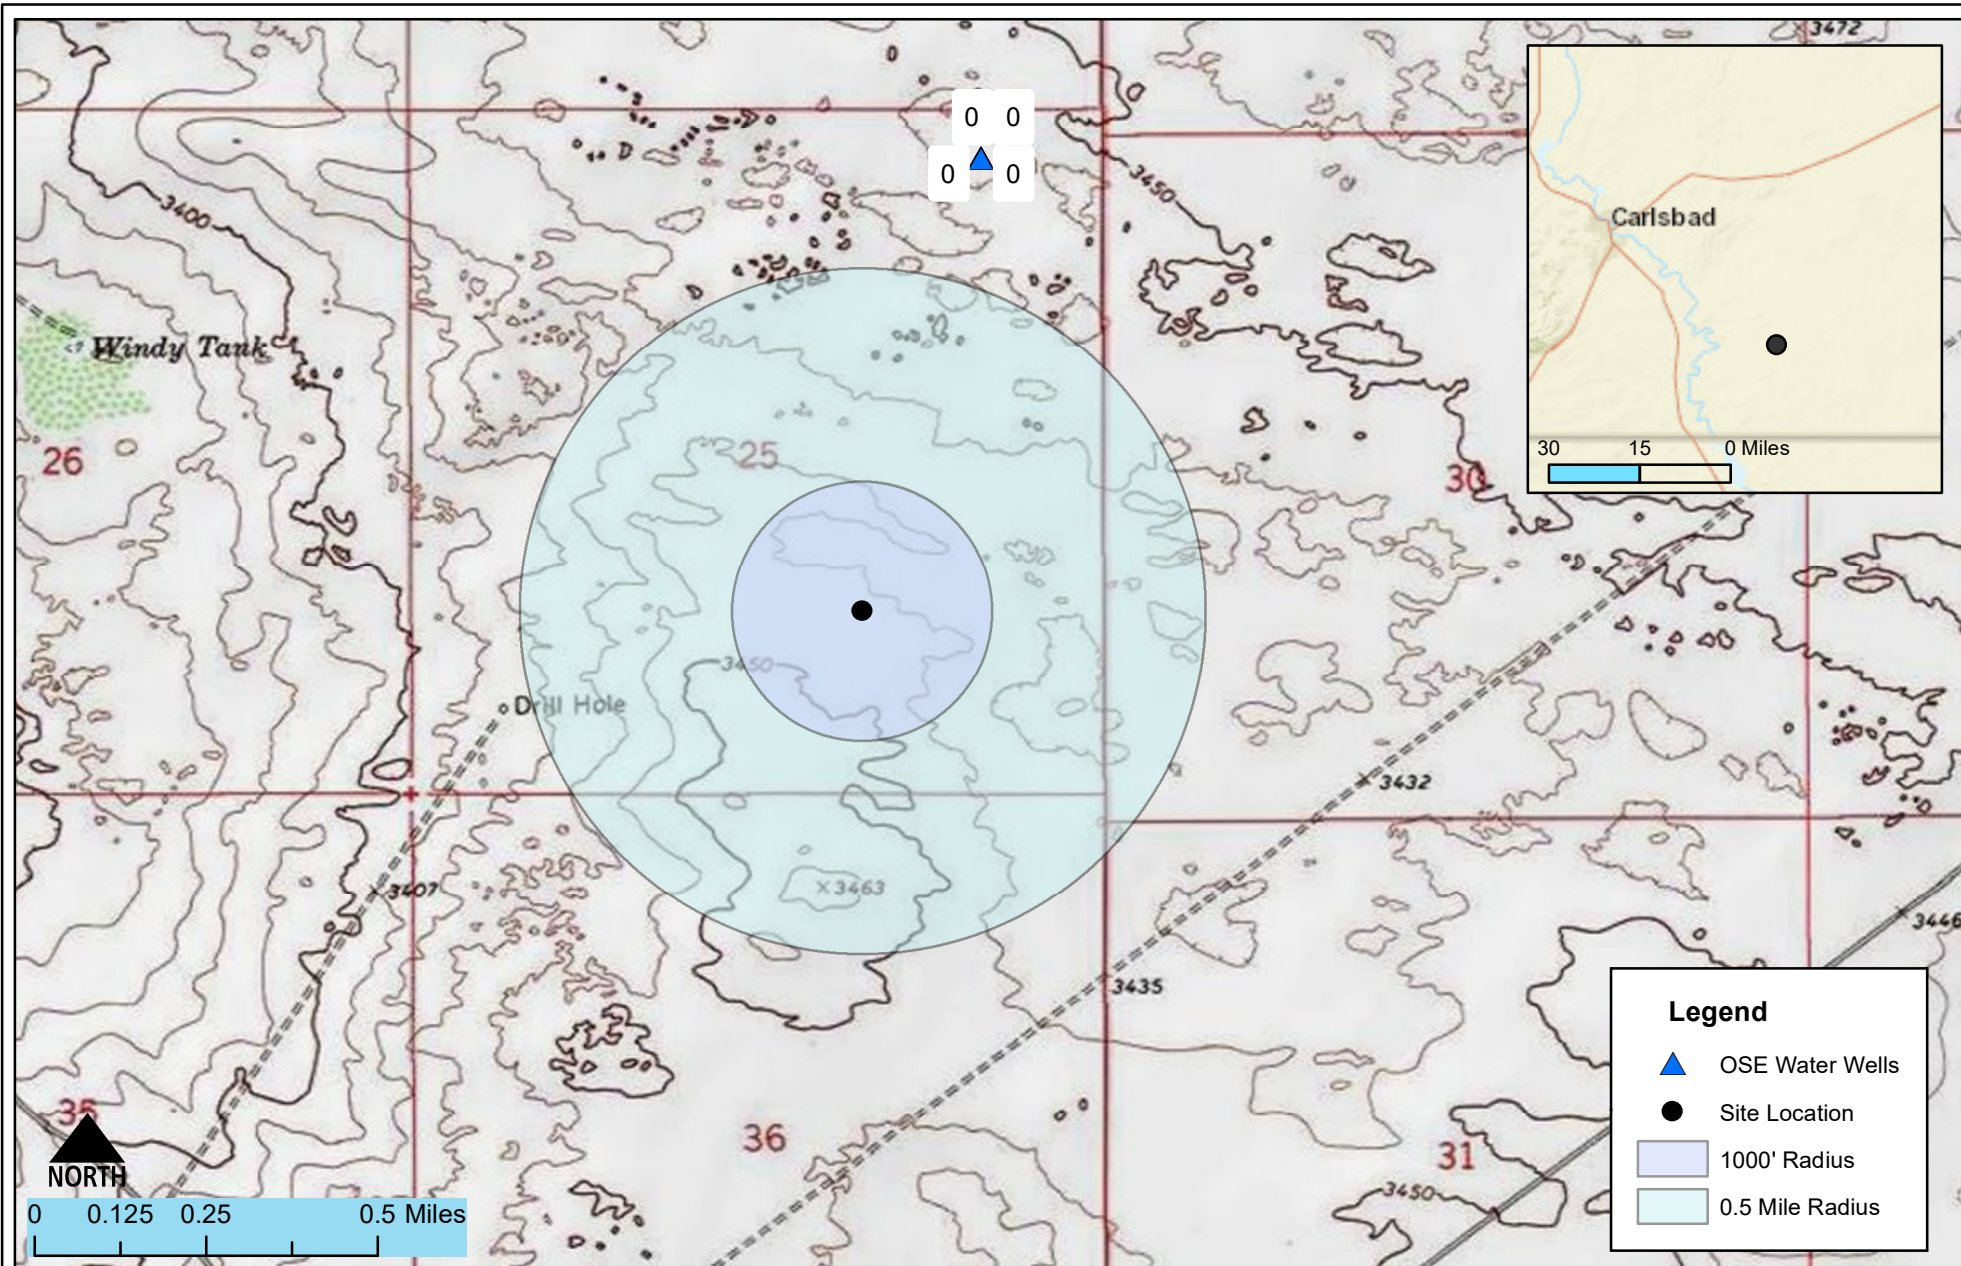 3472
0 0
0 0
3450
3400
Carlsbad
Windy Tank
30 15 0 Miles
26
25
30
3450
Drill Hole
3432
3463
3407
3446
3435
Legend
OSE Water Wells
Site Location
1000' Radius
0.5 Mile Radius
35
36
31
3450
NORTH
0 0.125 0.25 0.5 Miles